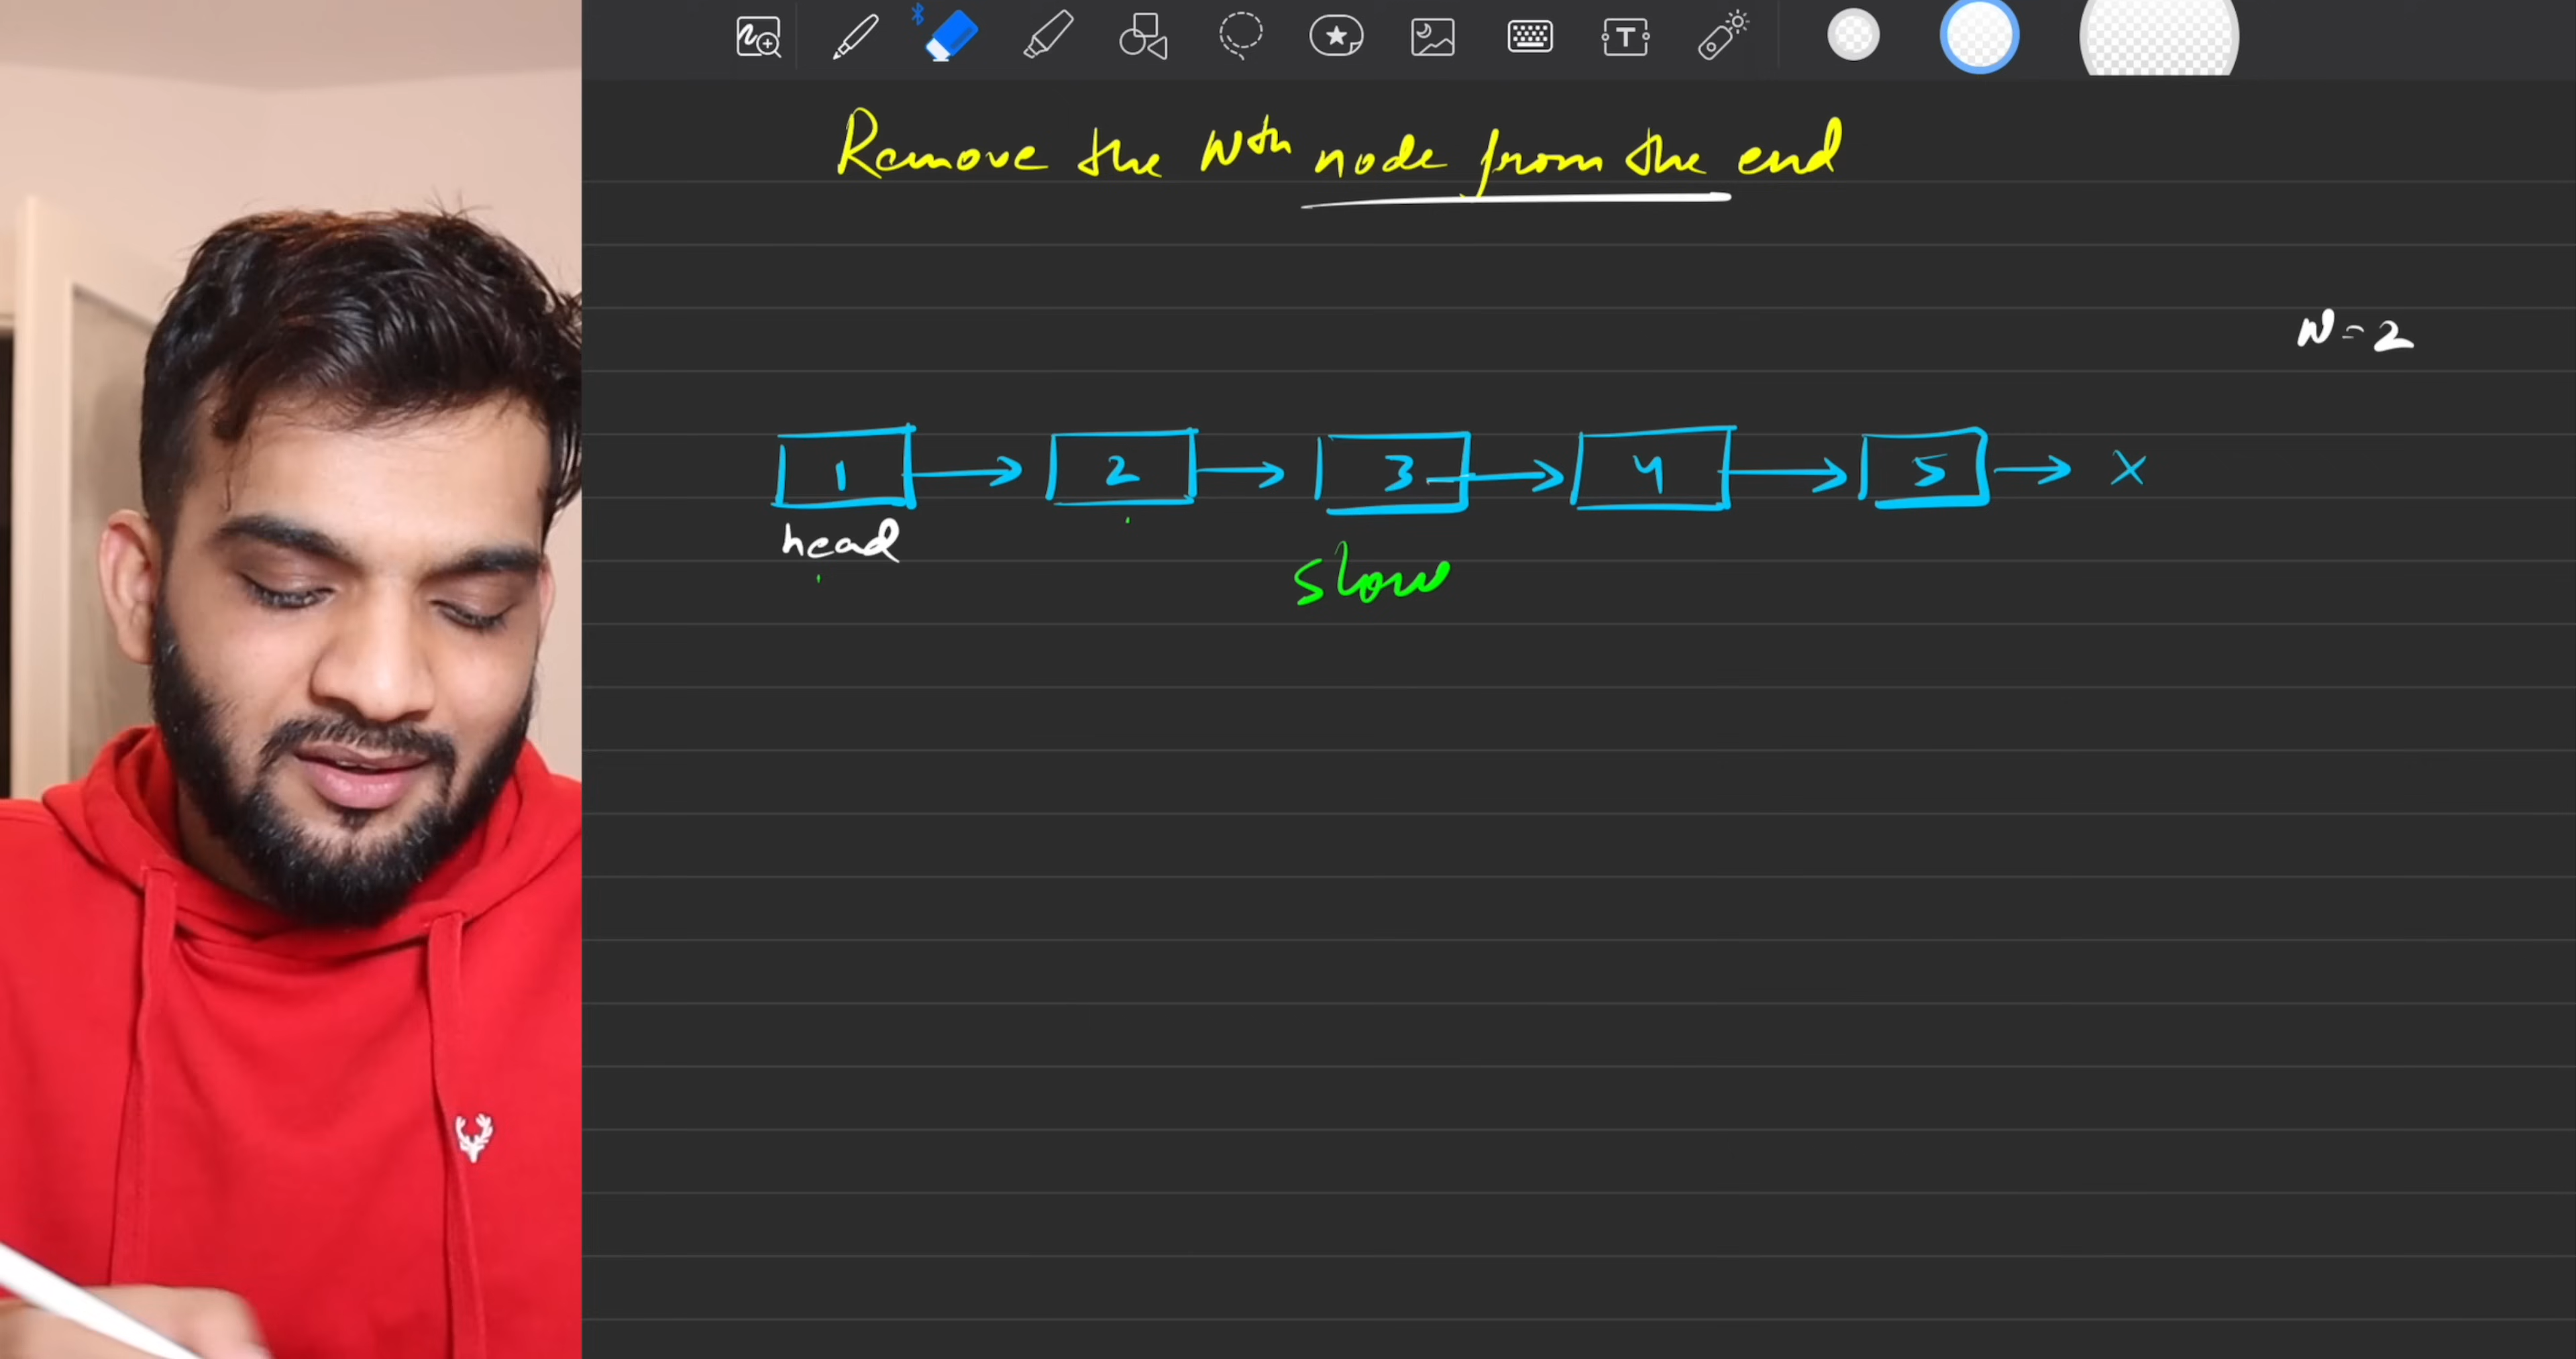 Remove the Nth node from the end
N = 2
1 → 2 → 3 → 4 → 5 → X
head
slow